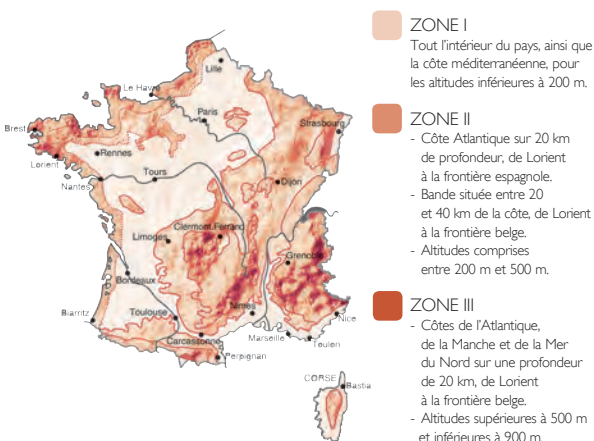 ZONE I
Tout l'intérieur du pays, ainsi que
la côte méditerranéenne, pour
les altitudes inférieures à 200 m.
ZONE II
- Côte Atlantique sur 20 km
de profondeur, de Lorient
à la frontière espagnole.
- Bande située entre 20
et 40 km de la côte, de Lorient
à la frontière belge.
- Altitudes comprises
entre 200 m et 500 m.
ZONE III
- Côtes de l'Atlantique,
de la Manche et de la Mer
du Nord sur une profondeur
de 20 km, de Lorient
à la frontière belge.
- Altitudes supérieures à 500 m
et inférieures à 900 m.
Lille
Le Havre
Paris
Brest
Strasbourg
Rennes
Lorient
Tours
Nantes
Dijon
Limoges
Clermont.Ferrand
Grenoble
Bordeaux
Biarritz
Toulouse
Nîmes
Nice
Marseille
Toulon
Carcassonne
Perpignan
CORSE
Bastia